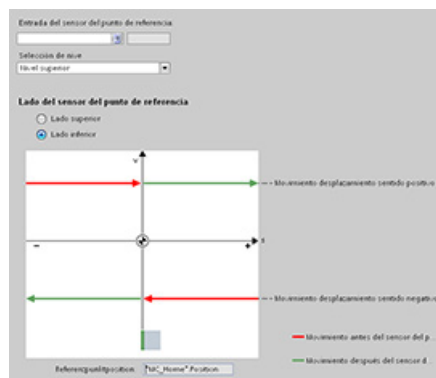 Entrada del sensor del punto de referencia:
Selección de nive
Nivel superior
Lado del sensor del punto de referencia
Lado superior
Lado inferior
v
Movimiento desplazamiento sentido positivo
x
-
+
Movimiento desplazamiento sentido negativo
Movimiento antes del sensor del p...
Movimiento después del sensor d...
Referenzpunktposition: "MC_Home".Position